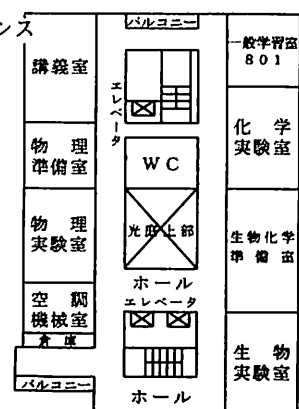 ンス
バルコニー
講義室
一般学習室
801
エレベータ
物理
準備室
WC
化学
実験室
物理
実験室
光庭上部
生物化学
準備室
ホール
エレベータ
空調
機械室
倉庫
生物
実験室
バルコニー
ホール